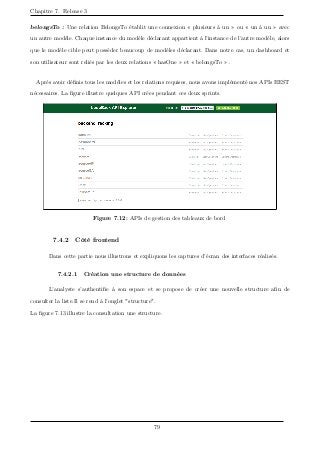 Chapitre 7. Release 3
belongsTo : Une relation BelongsTo établit une connexion « plusieurs à un » ou « un à un » avec
un autre modèle. Chaque instance du modèle déclarant appartient à l'instance de l'autre modèle, alors
que le modèle cible peut posséder beaucoup de modèles déclarant. Dans notre cas, un dashboard et
son utilisateur sont reliés par les deux relations « hasOne » et « belongsTo » .
Après avoir définis tous les modèles et les relations requises, nous avons implémenté nos APIs REST
nécessaires. La figure illustre quelques API crées pendant ces deux sprints.
LoopBack API Explorer
Figure 7.12: APIs de gestion des tableaux de bord
7.4.2 Côté frontend
Dans cette partie nous illustrons et expliquons les captures d'écran des interfaces réalisés.
7.4.2.1 Création une structure de données
L'analyste s'authentifie à son espace et se propose de créer une nouvelle structure afin de
consulter la liste Il se rend à l'onglet "structure".
La figure 7.13 illustre la consultation une structure.
79